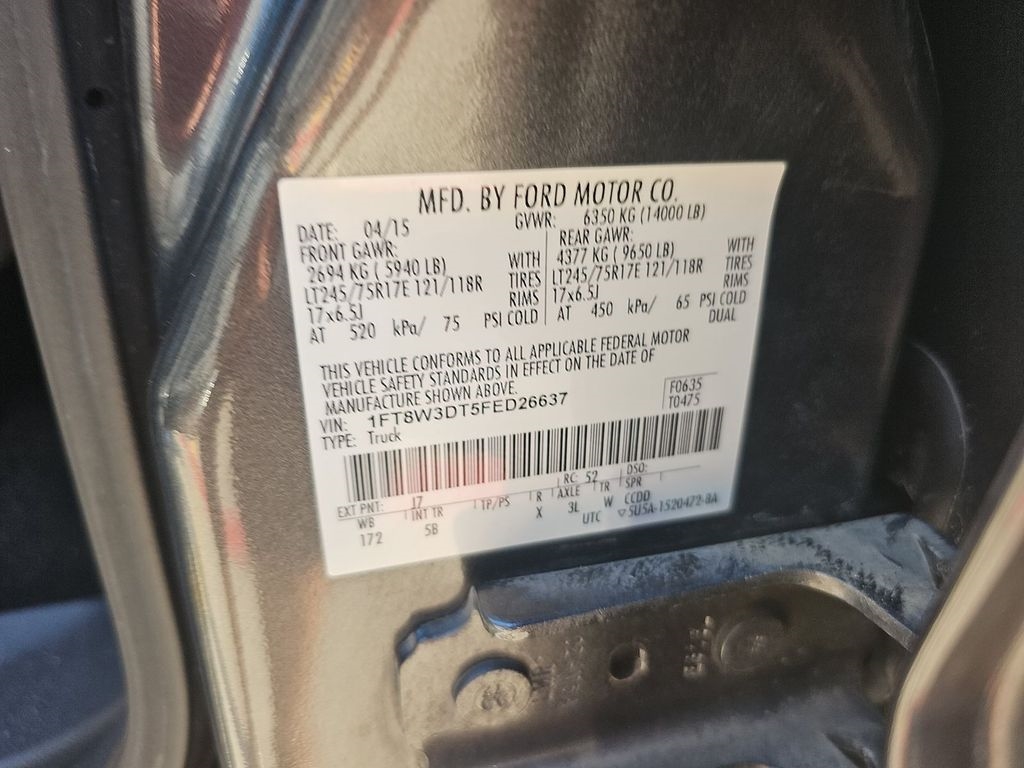 MFD. BY FORD MOTOR CO.
DATE: 04/15 GVWR: 6350 KG (14000 LB)
FRONT GAWR: REAR GAWR:
2694 KG ( 5940 LB) WITH 4377 KG ( 9650 LB) WITH
LT245/75R17E 121/118R TIRES LT245/75R17E 121/118R TIRES
17x6.5J RIMS 17x6.5J RIMS
AT 520 kPa/ 75 PSI COLD AT 450 kPa/ 65 PSI COLD
DUAL
THIS VEHICLE CONFORMS TO ALL APPLICABLE FEDERAL MOTOR
VEHICLE SAFETY STANDARDS IN EFFECT ON THE DATE OF
MANUFACTURE SHOWN ABOVE.
VIN: 1FT8W3DT5FED26637 F0635
TYPE: Truck T0475
EXT PNT: 17 RC: 52 DSO:
WB INT TR TP/PS R AXLE TR SPR
172 5B X 3L W CCDD
UTC ▽5U5A-1520472-BA